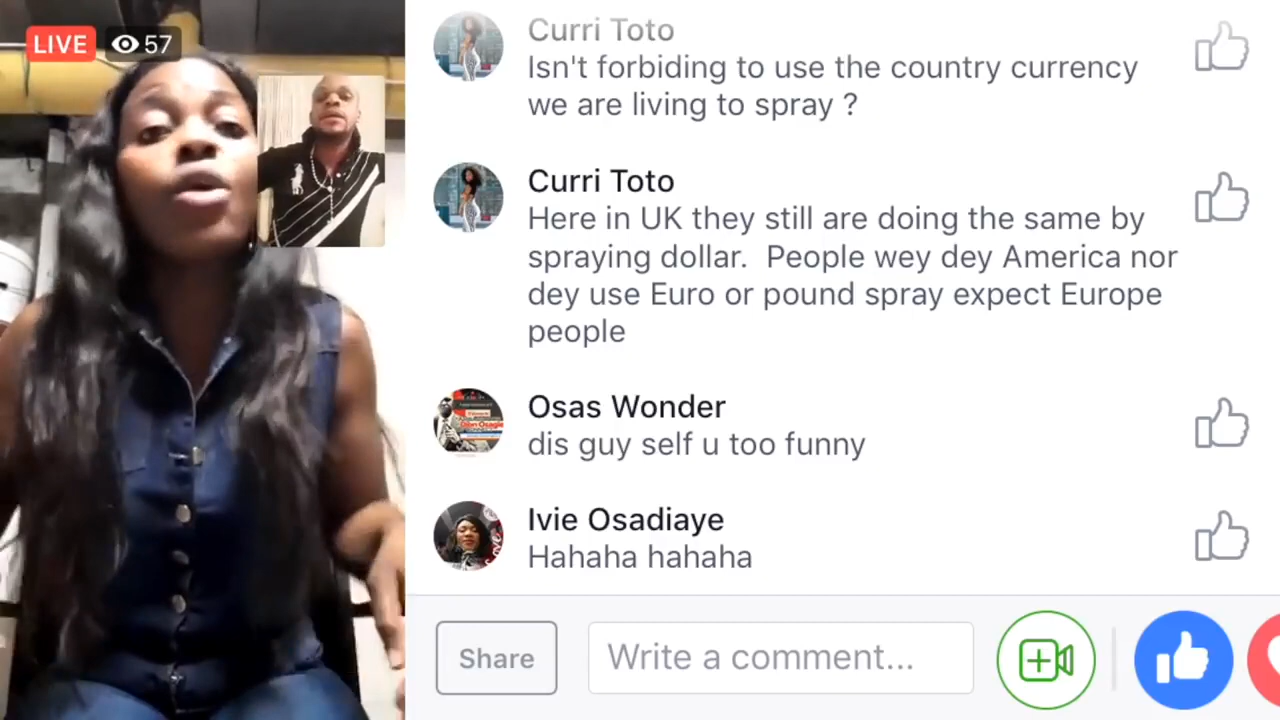 LIVE 57
Curri Toto
Isn't forbiding to use the country currency
we are living to spray ?
Curri Toto
Here in UK they still are doing the same by
spraying dollar.  People wey dey America nor
dey use Euro or pound spray expect Europe
people
Osas Wonder
dis guy self u too funny
Ivie Osadiaye
Hahaha hahaha
Share
Write a comment...